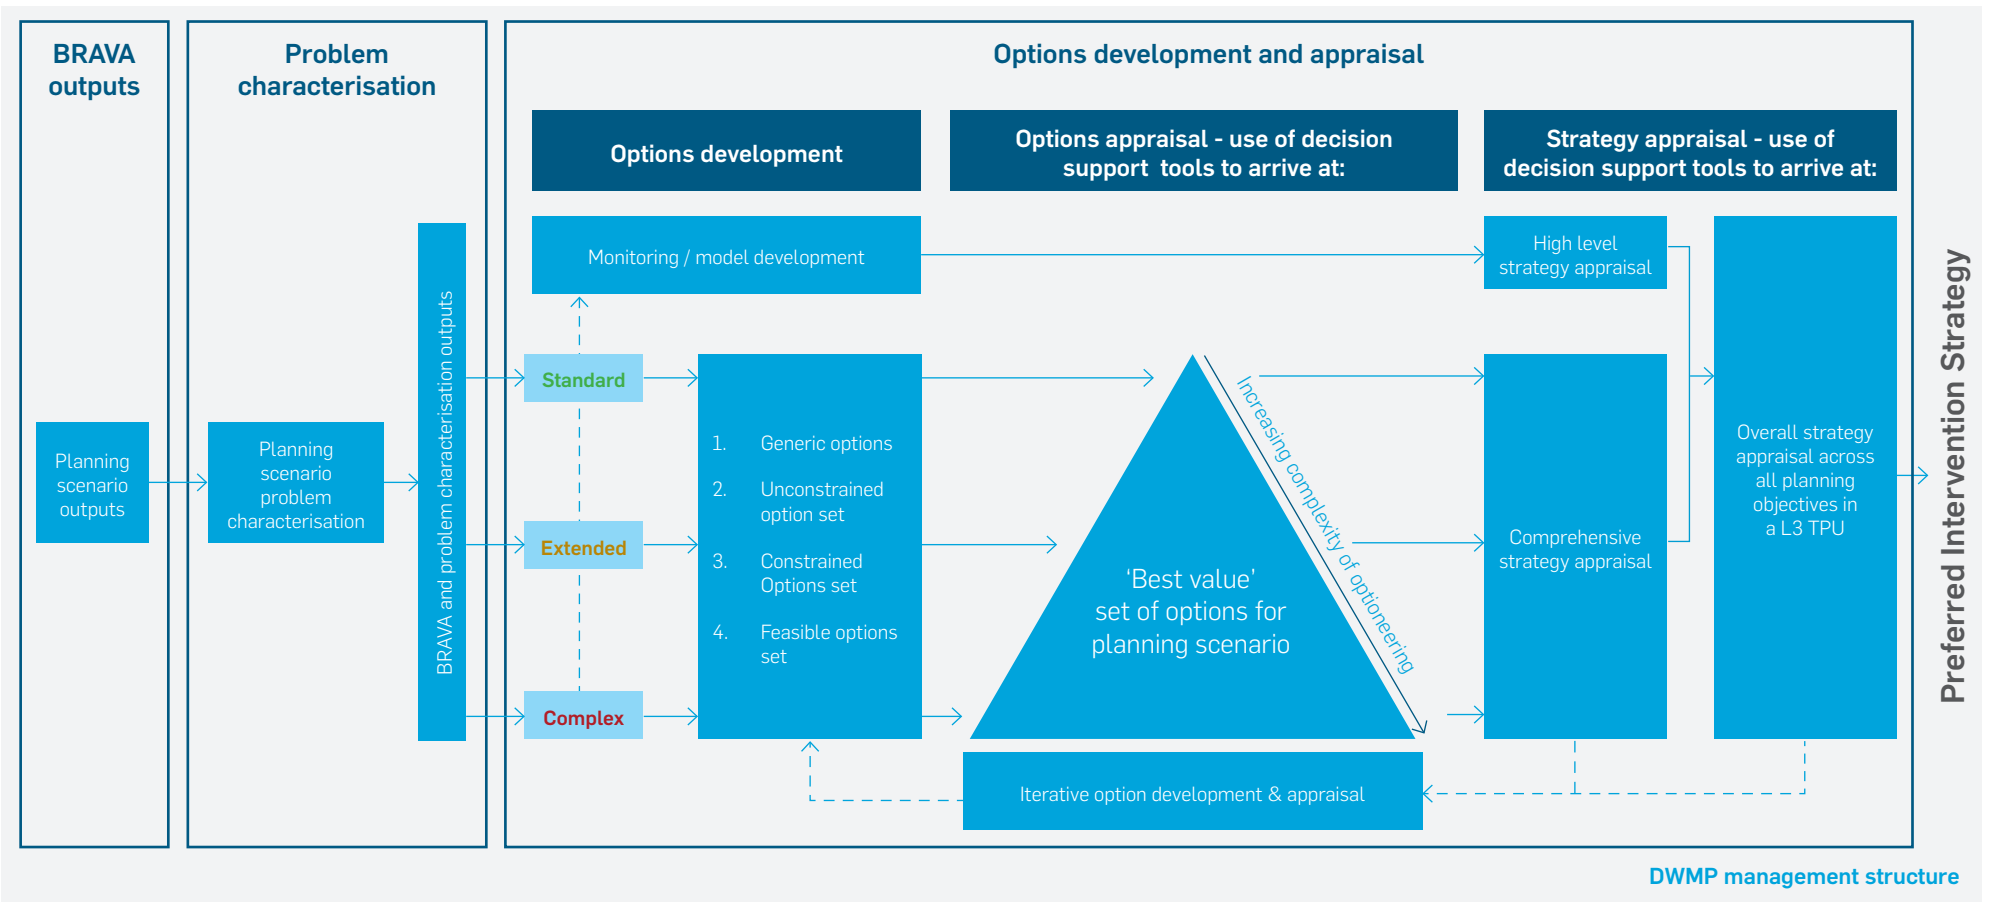 BRAVA
outputs
Problem
characterisation
Options development and appraisal
Options development
Options appraisal - use of decision
support tools to arrive at:
Strategy appraisal - use of
decision support tools to arrive at:
Planning
scenario
outputs
Planning
scenario
problem
characterisation
BRAVA and problem characterisation outputs
Monitoring / model development
Standard
Extended
Complex
1. Generic options
2. Unconstrained
option set
3. Constrained
Options set
4. Feasible options
set
'Best value'
set of options for
planning scenario
Increasing complexity of optioneering
Iterative option development & appraisal
High level
strategy appraisal
Comprehensive
strategy appraisal
Overall strategy
appraisal across
all planning
objectives in
a L3 TPU
Preferred Intervention Strategy
DWMP management structure